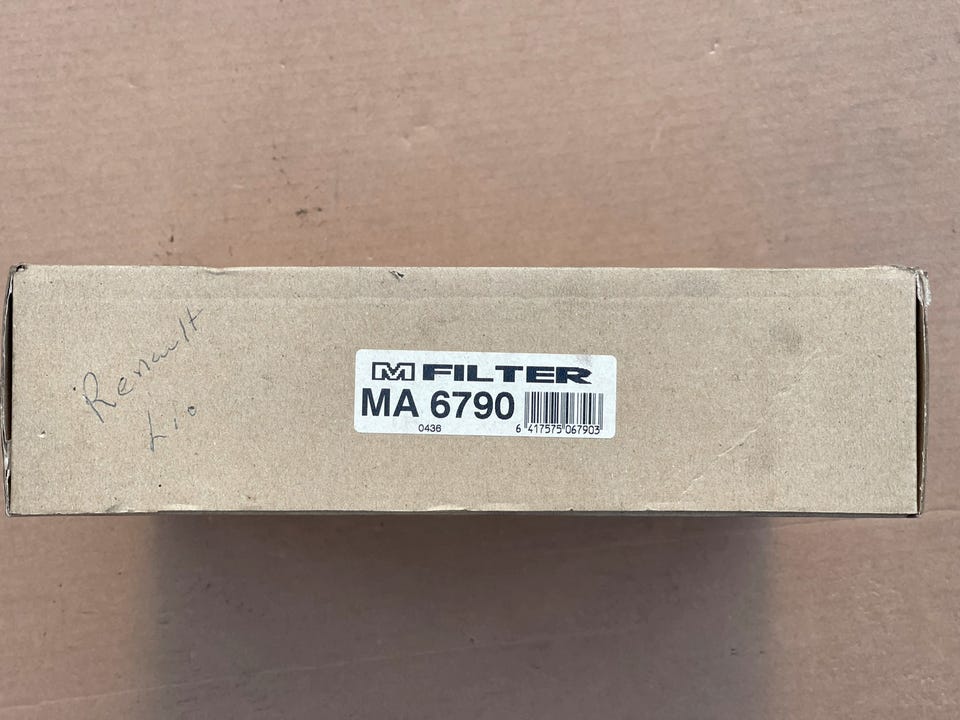 Renault
Lio
M FILTER
MA 6790
0436
6 417575 067903